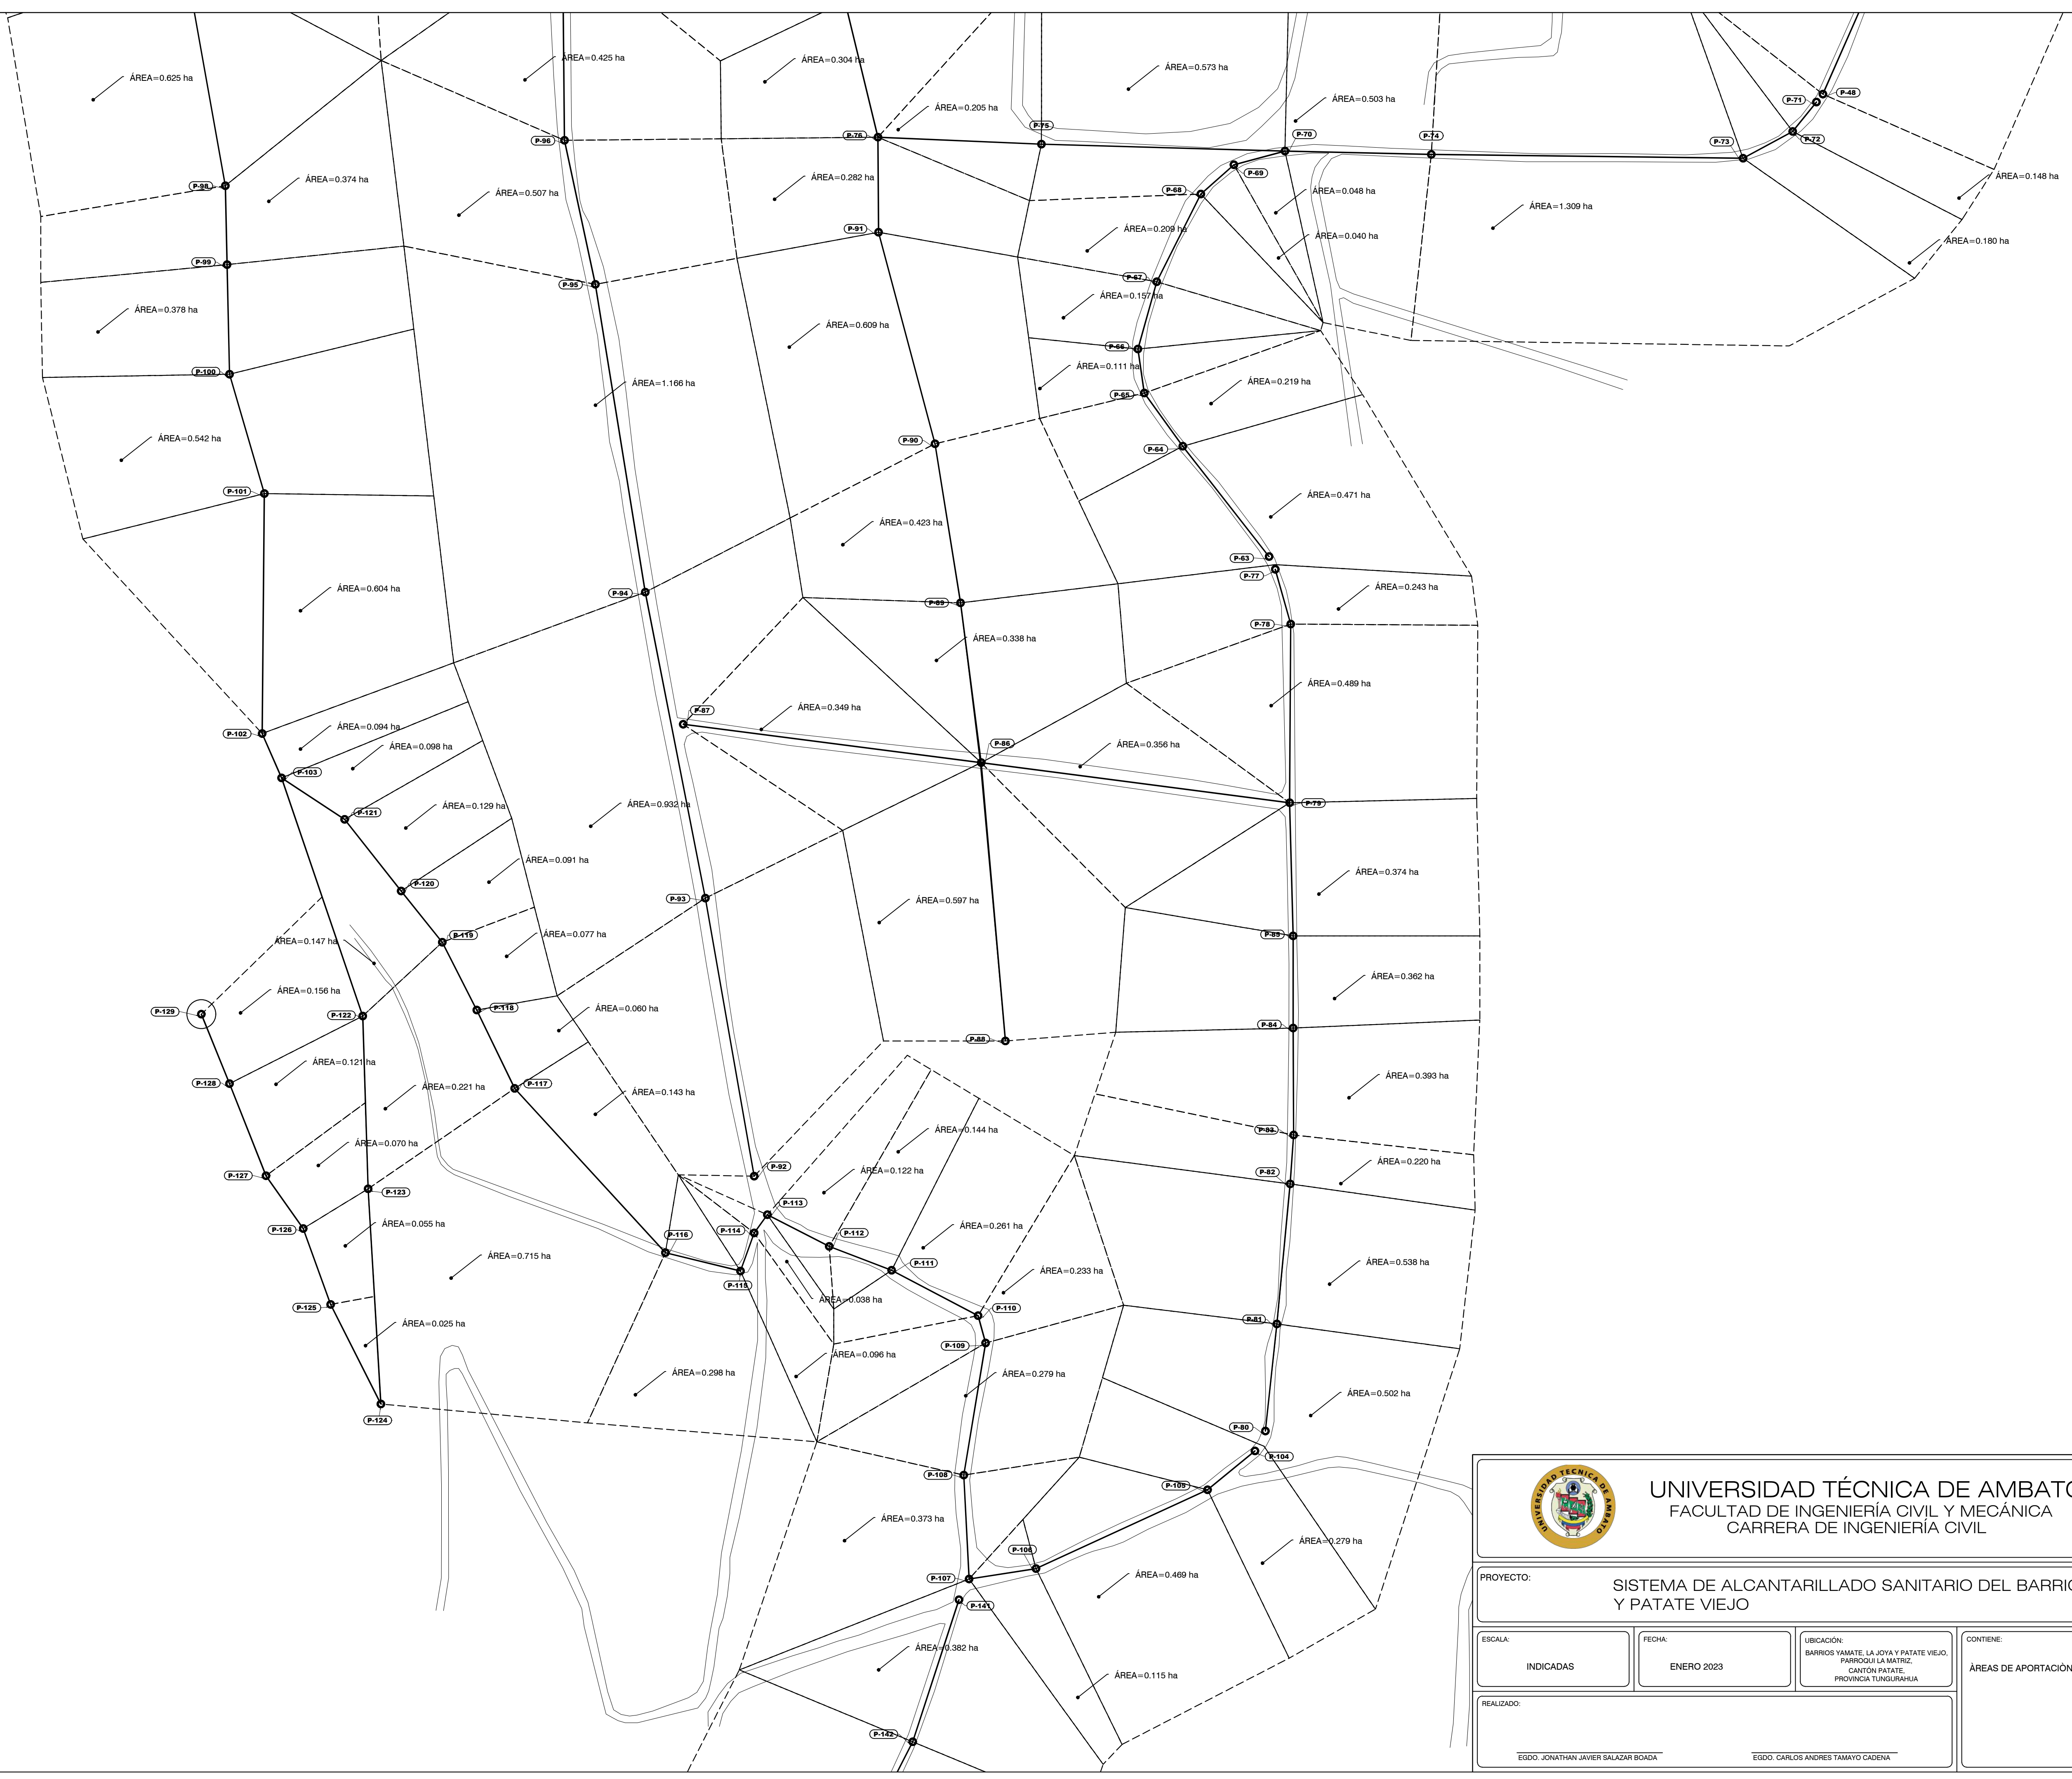 ÁREA=0.625 ha
ÁREA=0.425 ha
ÁREA=0.304 ha
ÁREA=0.205 ha
ÁREA=0.573 ha
ÁREA=0.503 ha
P-48
P-71
P-72
P-73
P-74
P-70
P-75
P-76
P-96
P-69
P-68
P-98
ÁREA=0.374 ha
ÁREA=0.507 ha
ÁREA=0.282 ha
ÁREA=0.048 ha
ÁREA=1.309 ha
ÁREA=0.148 ha
ÁREA=0.180 ha
ÁREA=0.209 ha
ÁREA=0.040 ha
P-91
P-99
P-95
P-67
ÁREA=0.378 ha
ÁREA=0.157 ha
ÁREA=0.609 ha
P-66
P-100
ÁREA=0.111 ha
ÁREA=1.166 ha
ÁREA=0.219 ha
P-65
ÁREA=0.542 ha
P-90
P-64
P-101
ÁREA=0.471 ha
ÁREA=0.423 ha
P-63
P-77
ÁREA=0.604 ha
P-94
P-89
ÁREA=0.243 ha
P-78
ÁREA=0.338 ha
ÁREA=0.489 ha
P-87
ÁREA=0.349 ha
P-102
ÁREA=0.094 ha
ÁREA=0.098 ha
P-86
ÁREA=0.356 ha
P-103
ÁREA=0.129 ha
ÁREA=0.932 ha
P-79
P-121
ÁREA=0.091 ha
ÁREA=0.374 ha
P-120
P-93
ÁREA=0.597 ha
P-119
ÁREA=0.147 ha
ÁREA=0.077 ha
ÁREA=0.362 ha
ÁREA=0.156 ha
P-129
P-122
P-118
ÁREA=0.060 ha
P-84
P-88
ÁREA=0.121 ha
P-128
ÁREA=0.221 ha
P-117
ÁREA=0.143 ha
ÁREA=0.393 ha
ÁREA=0.144 ha
P-83
ÁREA=0.070 ha
P-127
P-92
ÁREA=0.122 ha
P-82
ÁREA=0.220 ha
P-123
P-113
ÁREA=0.055 ha
P-126
P-114
P-116
P-112
ÁREA=0.261 ha
ÁREA=0.715 ha
P-111
ÁREA=0.233 ha
ÁREA=0.538 ha
P-115
ÁREA=0.038 ha
P-125
P-110
ÁREA=0.025 ha
P-81
P-109
ÁREA=0.096 ha
ÁREA=0.298 ha
ÁREA=0.279 ha
ÁREA=0.502 ha
P-124
P-80
P-104
P-108
P-105
ÁREA=0.373 ha
ÁREA=0.279 ha
P-106
P-107
ÁREA=0.469 ha
P-141
ÁREA=0.382 ha
ÁREA=0.115 ha
P-142
UNIVERSIDAD TECNICA DE AMBATO
UNIVERSIDAD TÉCNICA DE AMBATO
FACULTAD DE INGENIERÍA CIVIL Y MECÁNICA
CARRERA DE INGENIERÍA CIVIL
PROYECTO:
SISTEMA DE ALCANTARILLADO SANITARIO DEL BARRIO
Y PATATE VIEJO
ESCALA:
INDICADAS
FECHA:
ENERO 2023
UBICACIÓN:
BARRIOS YAMATE, LA JOYA Y PATATE VIEJO,
PARROQUI LA MATRIZ,
CANTÓN PATATE,
PROVINCIA TUNGURAHUA
CONTIENE:
ÀREAS DE APORTACIÒN
REALIZADO:
EGDO. JONATHAN JAVIER SALAZAR BOADA
EGDO. CARLOS ANDRES TAMAYO CADENA